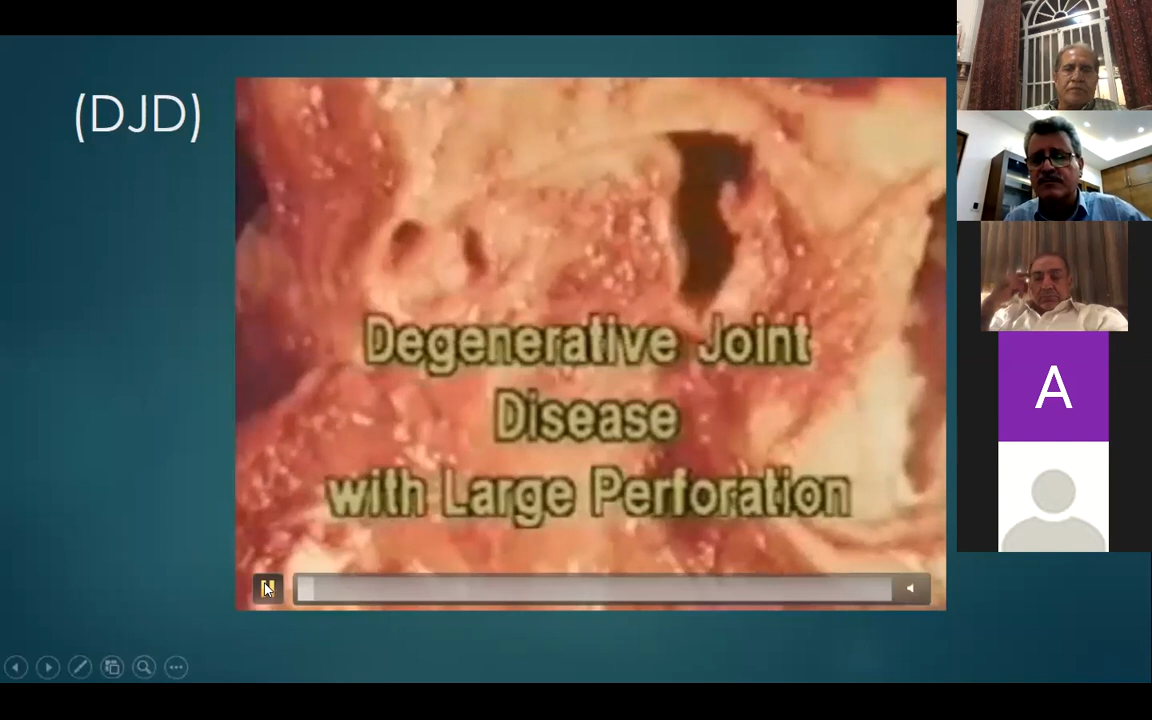 (DJD)
Degenerative Joint
Disease
with Large Perforation
A